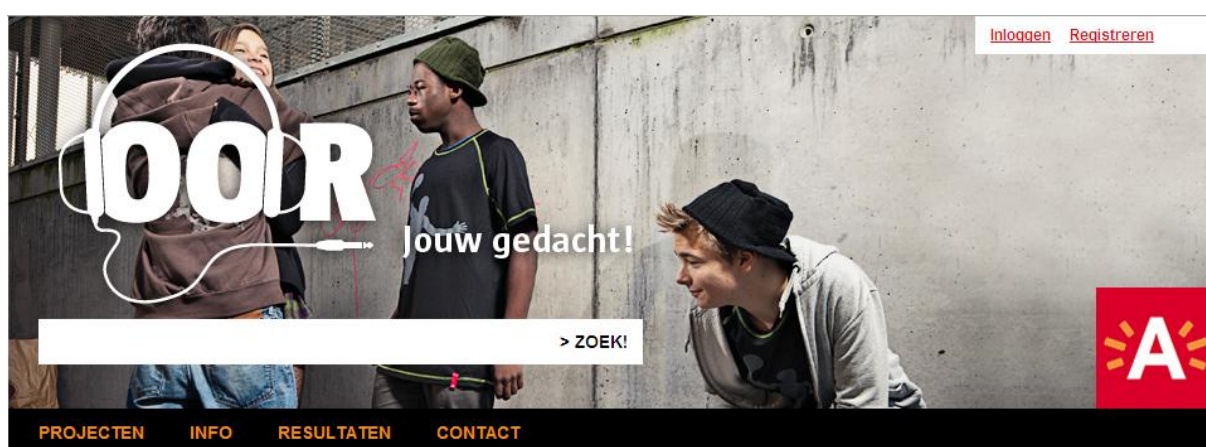 Inloggen Registreren
OOR
Jouw gedacht!
> ZOEK!
A
PROJECTEN INFO RESULTATEN CONTACT